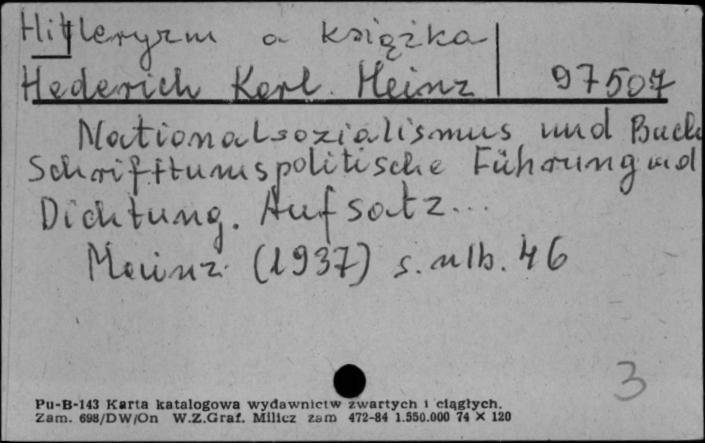 Hitleryzm a książka
Hederich Karl Heinz 97507
Nationalsozialismus und Buch
Schrifttumspolitische Führung und
Dichtung. Aufsatz...
Mainz (1937) s. nlb. 46
3
Pu-B-143 Karta katalogowa wydawnictw zwartych i ciągłych.
Zam. 698/DW/On W.Z.Graf. Milicz zam 472-84 1.550.000 74 X 120